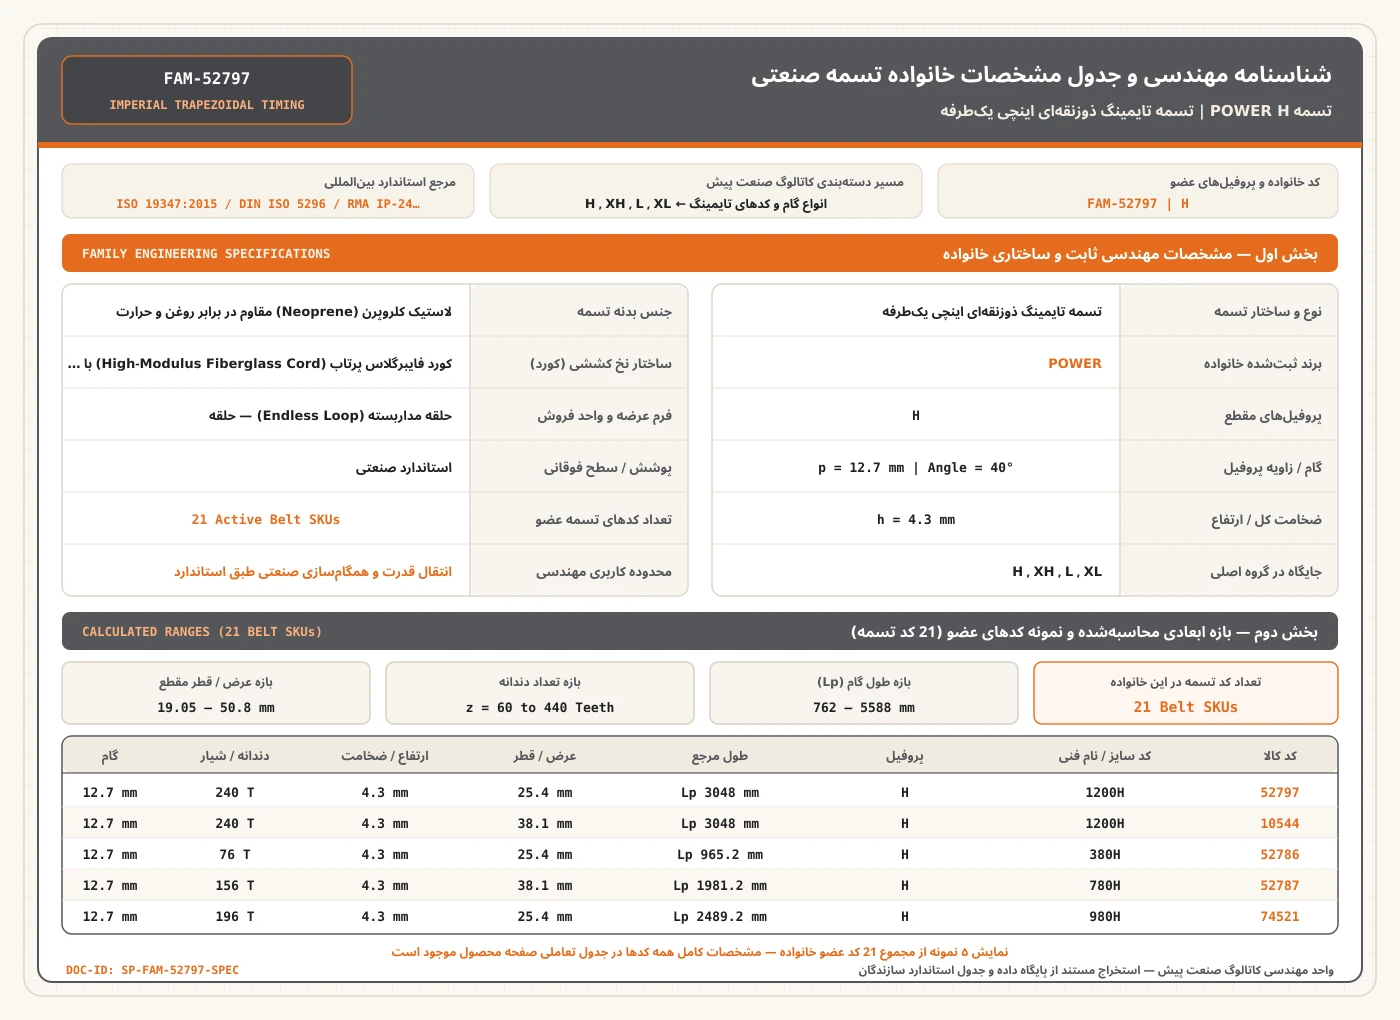 شناسنامه مهندسی و جدول مشخصات خانواده تسمه صنعتی
تسمه POWER H | تسمه تایمینگ ذوزنقه‌ای اینچی یک‌طرفه
FAM-52797
IMPERIAL TRAPEZOIDAL TIMING
کد خانواده و پروفیل‌های عضو
FAM-52797 | H
مسیر دسته‌بندی کاتالوگ صنعت پیش
انواع گام و کدهای تایمینگ ← H , XH , L , XL
مرجع استاندارد بین‌المللی
ISO 19347:2015 / DIN ISO 5296 / RMA IP-24…
بخش اول — مشخصات مهندسی ثابت و ساختاری خانواده
FAMILY ENGINEERING SPECIFICATIONS
نوع و ساختار تسمه
تسمه تایمینگ ذوزنقه‌ای اینچی یک‌طرفه
برند ثبت‌شده خانواده
POWER
پروفیل‌های مقطع
H
گام / زاویه پروفیل
p = 12.7 mm | Angle = 40°
ضخامت کل / ارتفاع
h = 4.3 mm
جایگاه در گروه اصلی
H , XH , L , XL
جنس بدنه تسمه
لاستیک کلروپرن (Neoprene) مقاوم در برابر روغن و حرارت
ساختار نخ کششی (کورد)
کورد فایبرگلاس پرتاب (High-Modulus Fiberglass Cord) با ...
فرم عرضه و واحد فروش
حلقه مداربسته (Endless Loop) — حلقه
پوشش / سطح فوقانی
استاندارد صنعتی
تعداد کدهای تسمه عضو
21 Active Belt SKUs
محدوده کاربری مهندسی
انتقال قدرت و همگام‌سازی صنعتی طبق استاندارد
بخش دوم — بازه ابعادی محاسبه‌شده و نمونه کدهای عضو (21 کد تسمه)
CALCULATED RANGES (21 BELT SKUs)
تعداد کد تسمه در این خانواده
21 Belt SKUs
بازه طول گام (Lp)
762 — 5588 mm
بازه تعداد دندانه
z = 60 to 440 Teeth
بازه عرض / قطر مقطع
19.05 — 50.8 mm
کد کالا	کد سایز / نام فنی	پروفیل	طول مرجع	عرض / قطر	ارتفاع / ضخامت	دندانه / شیار	گام
52797	1200H	H	Lp 3048 mm	25.4 mm	4.3 mm	240 T	12.7 mm
10544	1200H	H	Lp 3048 mm	38.1 mm	4.3 mm	240 T	12.7 mm
52786	380H	H	Lp 965.2 mm	25.4 mm	4.3 mm	76 T	12.7 mm
52787	780H	H	Lp 1981.2 mm	38.1 mm	4.3 mm	156 T	12.7 mm
74521	980H	H	Lp 2489.2 mm	25.4 mm	4.3 mm	196 T	12.7 mm
نمایش ۵ نمونه از مجموع 21 کد عضو خانواده — مشخصات کامل همه کدها در جدول تعاملی صفحه محصول موجود است
واحد مهندسی کاتالوگ صنعت پیش — استخراج مستند از پایگاه داده و جدول استاندارد سازندگان
DOC-ID: SP-FAM-52797-SPEC